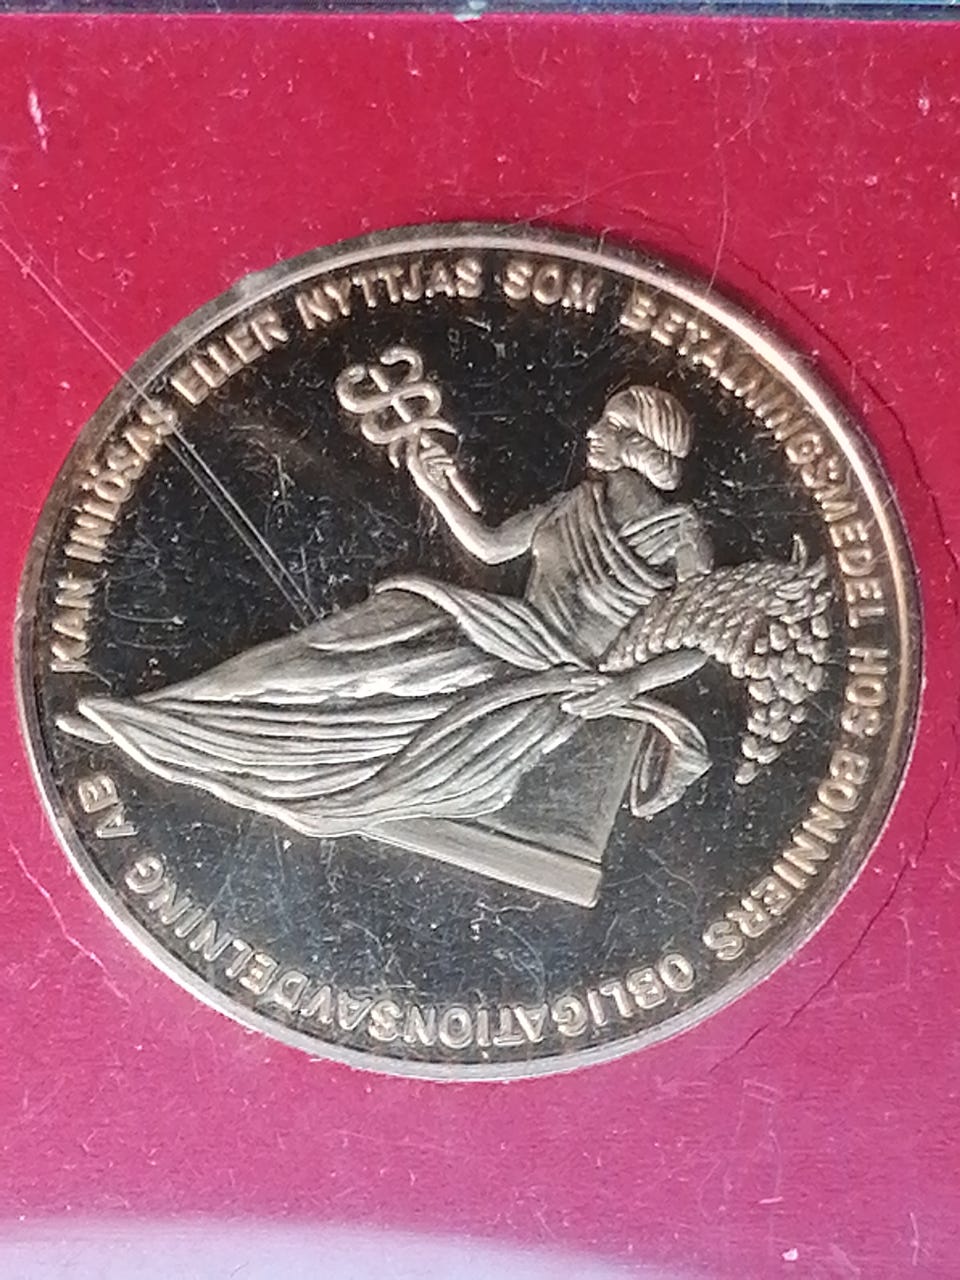 KAN INLÖSAS ELLER NYTTJAS SOM BETALNINGSMEDEL HOS BONNIERS OBLIGATIONSAVDELNING AB